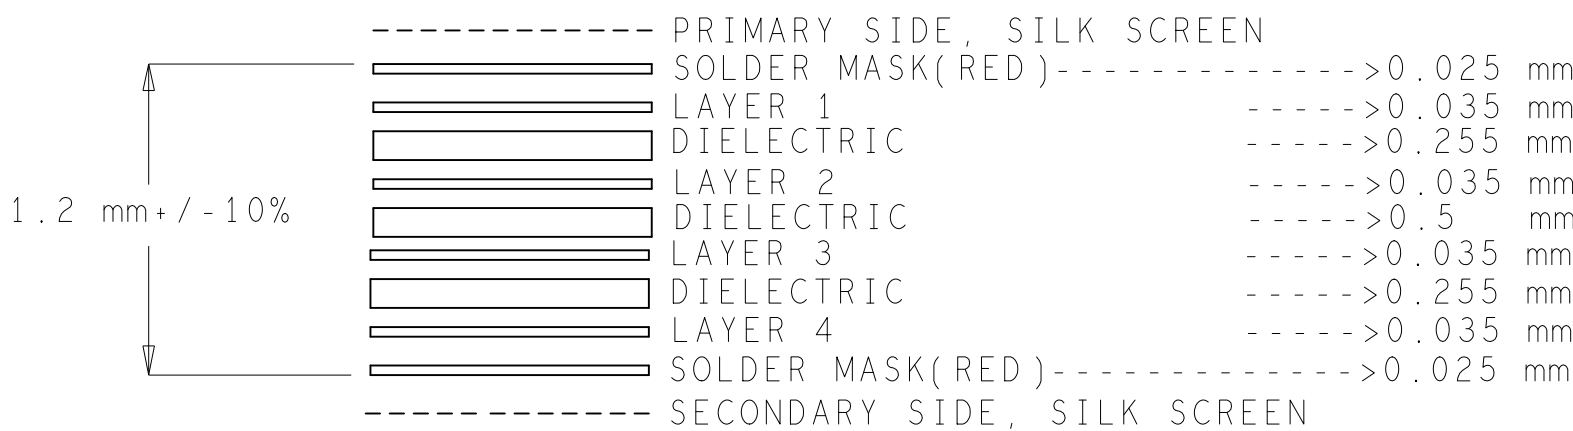 PRIMARY SIDE, SILK SCREEN
SOLDER MASK(RED)------------->0.025 mm
LAYER 1 ----->0.035 mm
DIELECTRIC ----->0.255 mm
LAYER 2 ----->0.035 mm
1.2 mm+/-10%
DIELECTRIC ----->0.5 mm
LAYER 3 ----->0.035 mm
DIELECTRIC ----->0.255 mm
LAYER 4 ----->0.035 mm
SOLDER MASK(RED)------------->0.025 mm
SECONDARY SIDE, SILK SCREEN